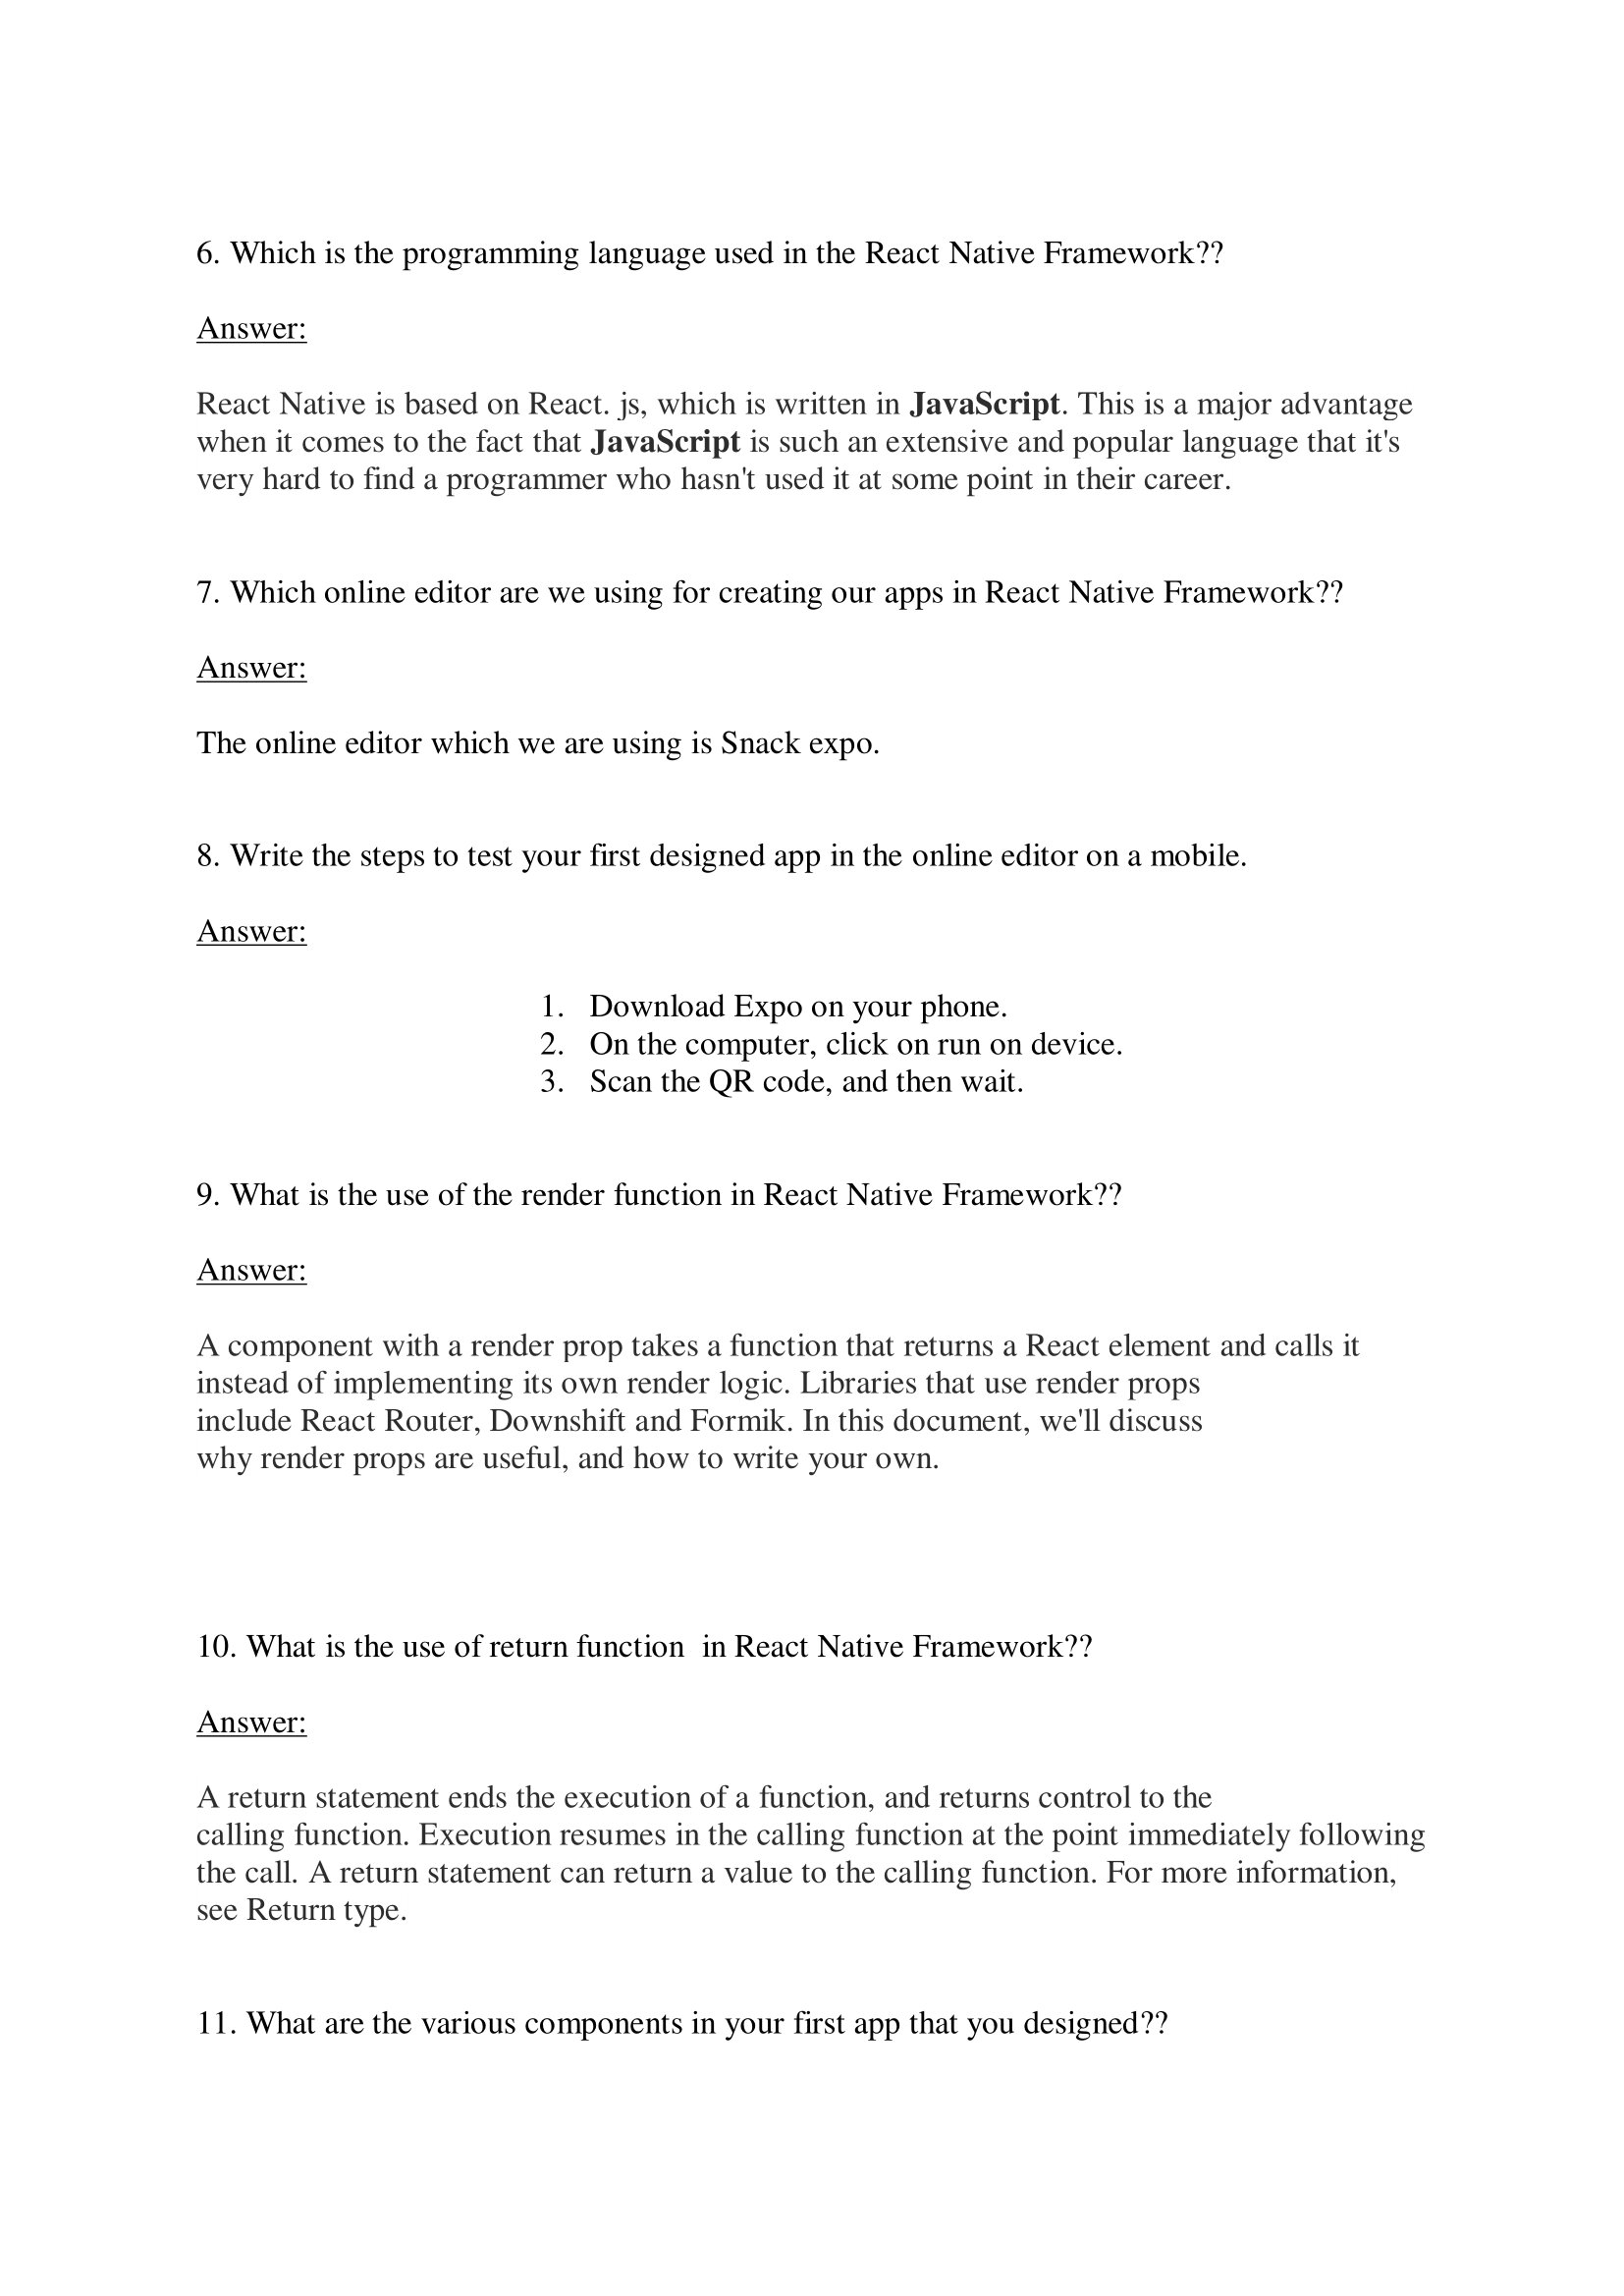 6. Which is the programming language used in the React Native Framework??
Answer:
React Native is based on React. js, which is written in JavaScript. This is a major advantage
when it comes to the fact that JavaScript is such an extensive and popular language that it's
very hard to find a programmer who hasn't used it at some point in their career.
7. Which online editor are we using for creating our apps in React Native Framework??
Answer:
The online editor which we are using is Snack expo.
8. Write the steps to test your first designed app in the online editor on a mobile.
Answer:
1. Download Expo on your phone.
2. On the computer, click on run on device.
3. Scan the QR code, and then wait.
9. What is the use of the render function in React Native Framework??
Answer:
A component with a render prop takes a function that returns a React element and calls it
instead of implementing its own render logic. Libraries that use render props
include React Router, Downshift and Formik. In this document, we'll discuss
why render props are useful, and how to write your own.
10. What is the use of return function  in React Native Framework??
Answer:
A return statement ends the execution of a function, and returns control to the
calling function. Execution resumes in the calling function at the point immediately following
the call. A return statement can return a value to the calling function. For more information,
see Return type.
11. What are the various components in your first app that you designed??